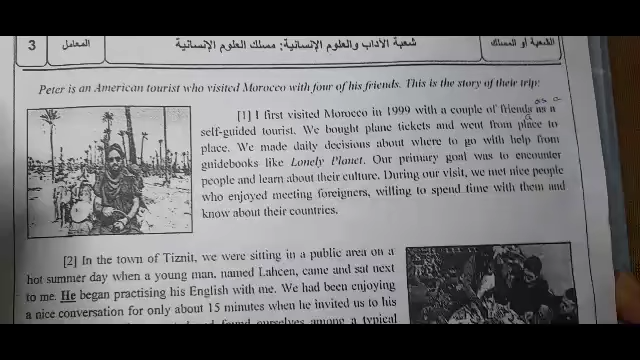 3
المعامل
شعبة الآداب والعلوم الإنسانية: مسلك العلوم الإنسانية
الشعبة أو المسلك
Peter is an American tourist who visited Morocco with four of his friends. This is the story of their trip:
[1] I first visited Morocco in 1999 with a couple of friends as a
as a
self-guided tourist. We bought plane tickets and went from place to
place. We made daily decisions about where to go with help from
guidebooks like Lonely Planet. Our primary goal was to encounter
people and learn about their culture. During our visit, we met nice people
who enjoyed meeting foreigners, willing to spend time with them and
know about their countries.
[2] In the town of Tiznit, we were sitting in a public area on a
hot summer day when a young man, named Lahcen, came and sat next
to me. He began practising his English with me. We had been enjoying
a nice conversation for only about 15 minutes when he invited us to his
found ourselves among a typical